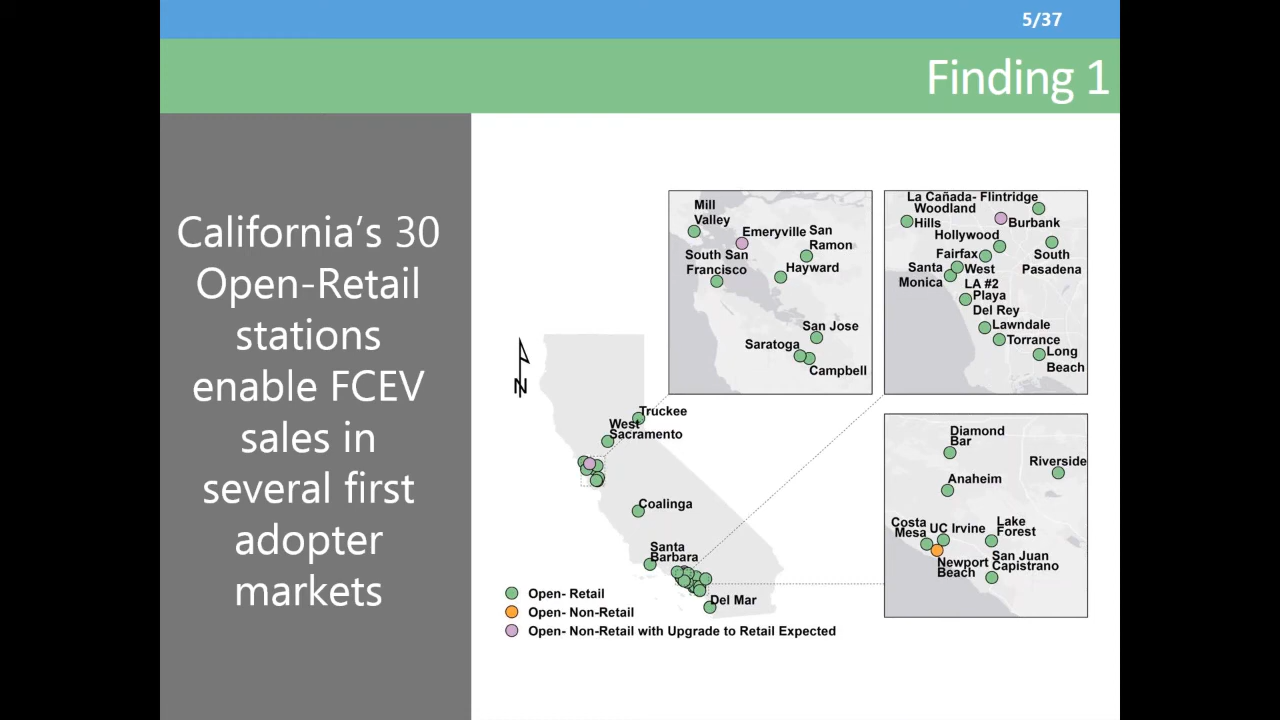 5/37
Finding 1
California's 30
Open-Retail
stations
enable FCEV
sales in
several first
adopter
markets
Mill
Valley
Emeryville
San
Ramon
South San
Francisco
Hayward
San Jose
Saratoga
Campbell
La Cañada- Flintridge
Woodland
Hills
Burbank
Hollywood
Fairfax
South
Pasadena
Santa
Monica
West
LA #2
Playa
Del Rey
Lawndale
Torrance
Long
Beach
N
Truckee
West
Sacramento
Coalinga
Santa
Barbara
Del Mar
Diamond
Bar
Riverside
Anaheim
Costa
Mesa
UC Irvine
Lake
Forest
Newport
Beach
San Juan
Capistrano
Open- Retail
Open- Non-Retail
Open- Non-Retail with Upgrade to Retail Expected